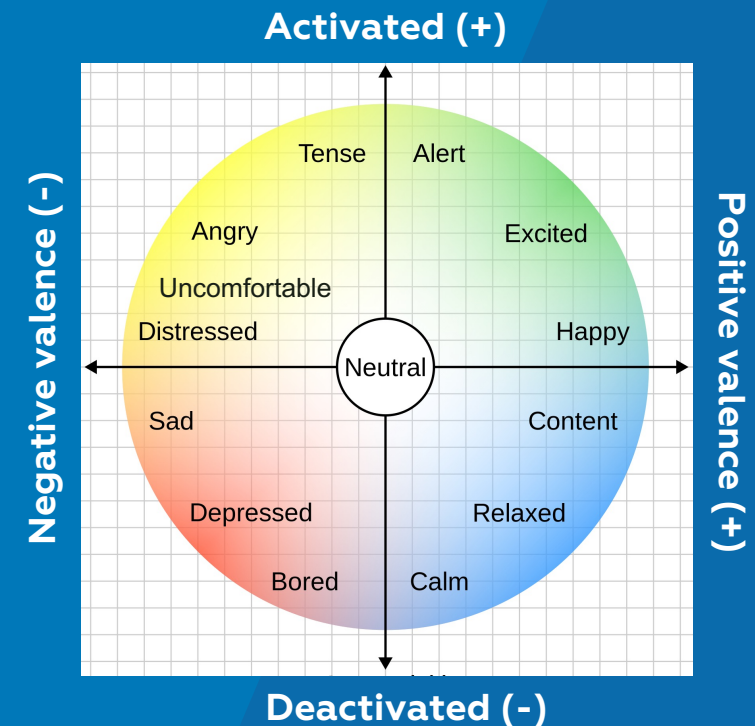 Activated (+)
Tense
Alert
Angry
Excited
Uncomfortable
Distressed
Happy
Negative valence (-)
Positive valence (+)
Neutral
Sad
Content
Depressed
Relaxed
Bored
Calm
Deactivated (-)